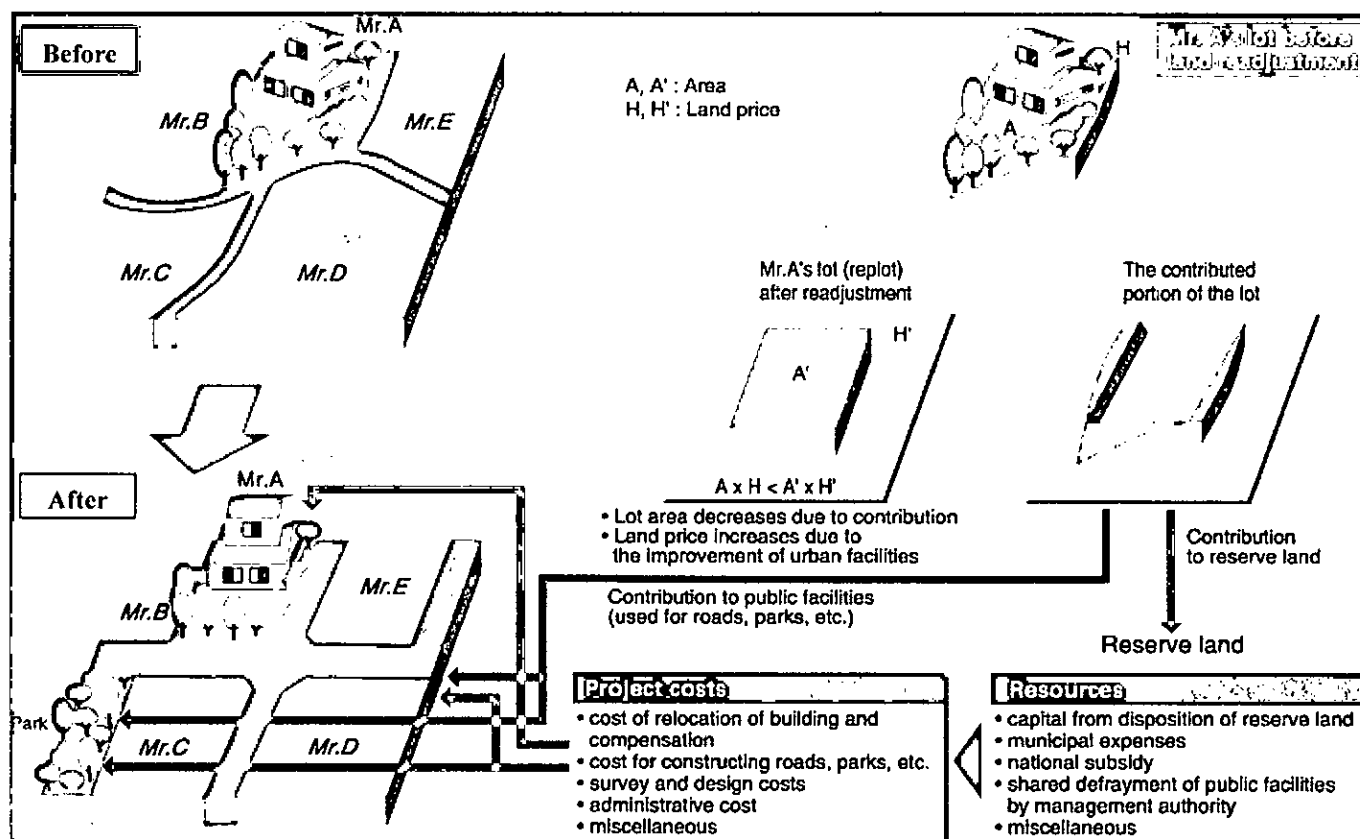 Before
Mr.A
Mr.B
Mr.E
Mr.C
Mr.D
A, A' : Area
H, H' : Land price
Mr. A's lot before
land readjustment
H
A
Mr.A's lot (replot)
after readjustment
H'
A'
A x H < A' x H'
The contributed
portion of the lot
• Lot area decreases due to contribution
• Land price increases due to
the improvement of urban facilities
Contribution
to reserve land
Contribution to public facilities
(used for roads, parks, etc.)
Reserve land
After
Mr.A
Mr.B
Mr.E
Park
Mr.C
Mr.D
Project costs
• cost of relocation of building and
compensation
• cost for constructing roads, parks, etc.
• survey and design costs
• administrative cost
• miscellaneous
Resources
• capital from disposition of reserve land
• municipal expenses
• national subsidy
• shared defrayment of public facilities
by management authority
• miscellaneous